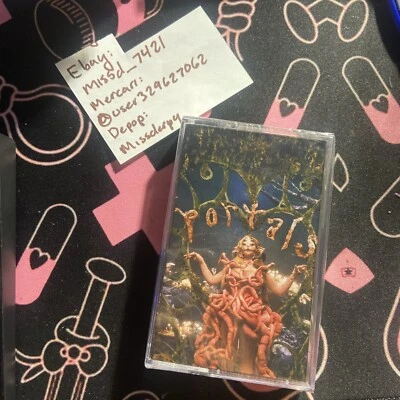 Ebay:
missd_7421
Mercari:
@user329627062
Depop:
Missderpy
portals